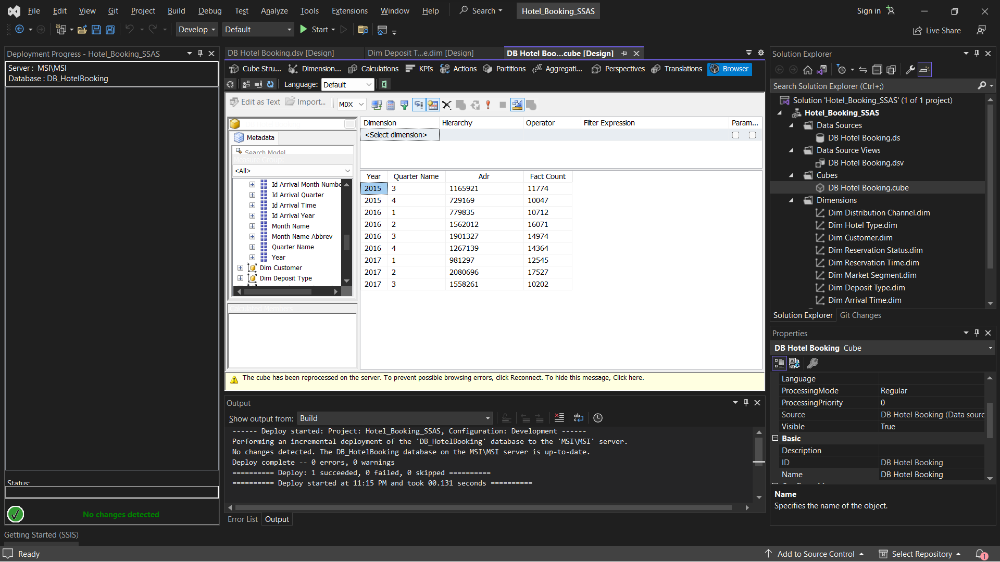 File Edit View Git Project Build Debug Test Analyze Tools Extensions Window Help Search Hotel_Booking_SSAS Sign in
Develop Default Start Live Share
Deployment Progress - Hotel_Booking_SSAS
Server : MSI\MSI
Database : DB_HotelBooking
Status:
No changes detected
DB Hotel Booking.dsv [Design] Dim Deposit T...e.dim [Design] DB Hotel Boo...cube [Design]
Cube Stru... Dimension... Calculations KPIs Actions Partitions Aggregati... Perspectives Translations Browser
Language: Default
Edit as Text Import... MDX
Metadata
Search Model
Measure Group:
<All>
Id Arrival Month Numbe
Id Arrival Quarter
Id Arrival Time
Id Arrival Year
Month Name
Month Name Abbrev
Quarter Name
Year
Dim Customer
Dim Deposit Type
Calculated Members
Dimension Hierarchy Operator Filter Expression Param...
<Select dimension>
Year Quarter Name Adr Fact Count
2015 3 1165921 11774
2015 4 729169 10047
2016 1 779835 10712
2016 2 1562012 16071
2016 3 1901327 14974
2016 4 1267139 14364
2017 1 981297 12545
2017 2 2080696 17527
2017 3 1558261 10202
The cube has been reprocessed on the server. To prevent possible browsing errors, click Reconnect. To hide this message, Click here.
Output
Show output from: Build
------ Deploy started: Project: Hotel_Booking_SSAS, Configuration: Development ------
Performing an incremental deployment of the 'DB_HotelBooking' database to the 'MSI\MSI' server.
No changes detected. The DB_HotelBooking database on the MSI\MSI server is up-to-date.
Deploy complete -- 0 errors, 0 warnings
========== Deploy: 1 succeeded, 0 failed, 0 skipped ==========
========== Deploy started at 11:15 PM and took 00.131 seconds ==========
Error List Output
Solution Explorer
Search Solution Explorer (Ctrl+;)
Solution 'Hotel_Booking_SSAS' (1 of 1 project)
Hotel_Booking_SSAS
Data Sources
DB Hotel Booking.ds
Data Source Views
DB Hotel Booking.dsv
Cubes
DB Hotel Booking.cube
Dimensions
Dim Distribution Channel.dim
Dim Hotel Type.dim
Dim Customer.dim
Dim Reservation Status.dim
Dim Reservation Time.dim
Dim Market Segment.dim
Dim Deposit Type.dim
Dim Arrival Time.dim
Solution Explorer Git Changes
Properties
DB Hotel Booking Cube
Language
ProcessingMode Regular
ProcessingPriority 0
Source DB Hotel Booking (Data sourc
Visible True
Basic
Description
ID DB Hotel Booking
Name DB Hotel Booking
Name
Specifies the name of the object.
Getting Started (SSIS)
Ready Add to Source Control Select Repository 1